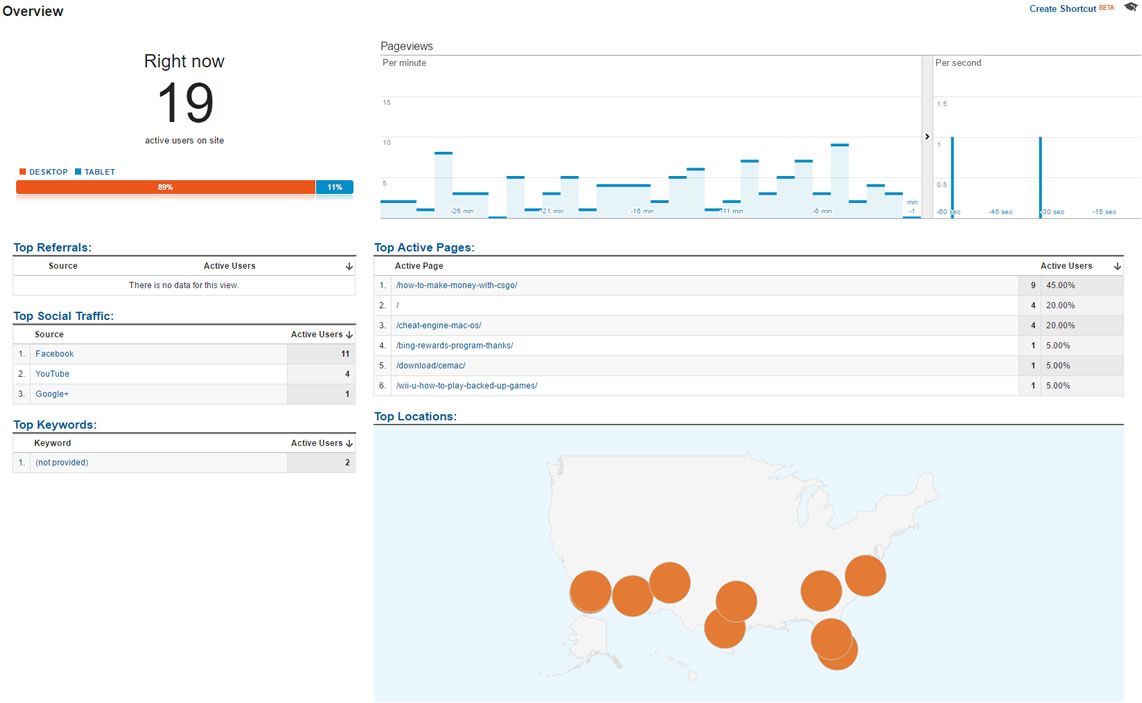 Overview
Create Shortcut BETA
Right now
19
active users on site
DESKTOP TABLET
89% 11%
Pageviews
Per minute
15
10
5
-26 min -21 min -16 min -11 min -6 min min -1
Per second
1.5
1
0.5
-60 sec -45 sec -30 sec -15 sec
Top Referrals:
Source Active Users
There is no data for this view.
Top Social Traffic:
Source Active Users
1. Facebook 11
2. YouTube 4
3. Google+ 1
Top Keywords:
Keyword Active Users
1. (not provided) 2
Top Active Pages:
Active Page Active Users
1. /how-to-make-money-with-csgo/ 9 45.00%
2. / 4 20.00%
3. /cheat-engine-mac-os/ 4 20.00%
4. /bing-rewards-program-thanks/ 1 5.00%
5. /download/cemac/ 1 5.00%
6. /wii-u-how-to-play-backed-up-games/ 1 5.00%
Top Locations: